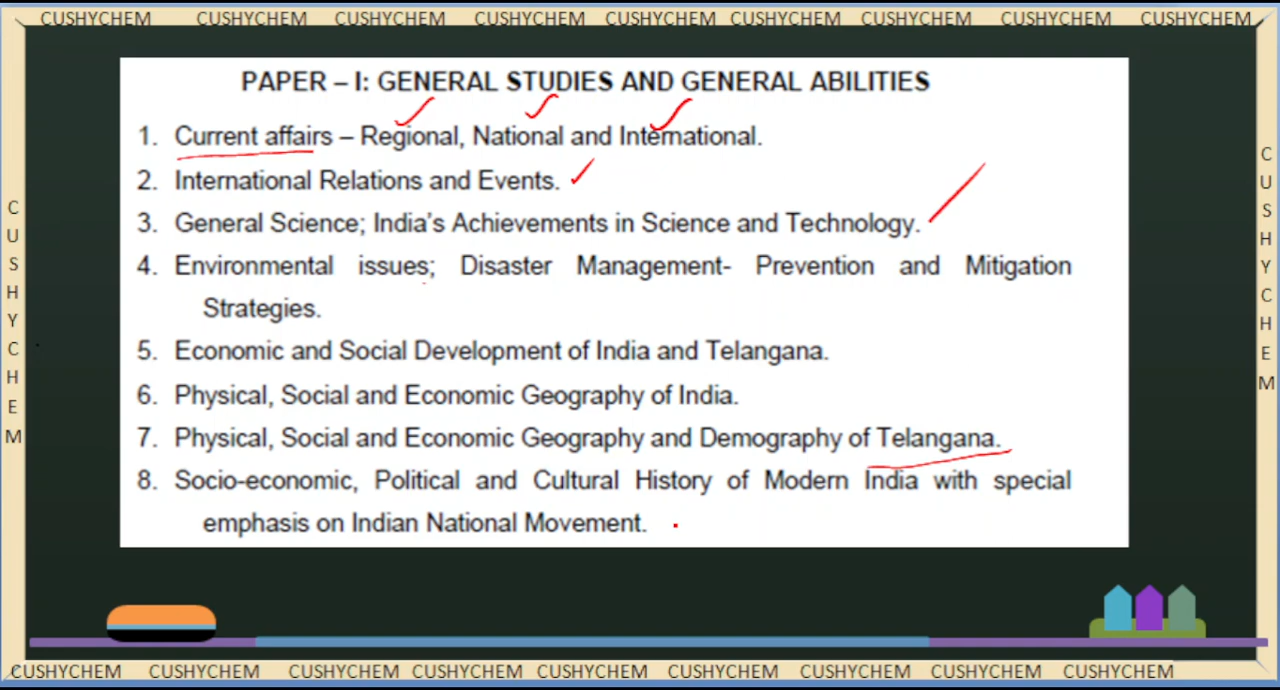 CUSHYCHEM CUSHYCHEM CUSHYCHEM CUSHYCHEM CUSHYCHEM CUSHYCHEM CUSHYCHEM CUSHYCHEM CUSHYCHEM
PAPER – I: GENERAL STUDIES AND GENERAL ABILITIES
1. Current affairs – Regional, National and International.
2. International Relations and Events.
3. General Science; India's Achievements in Science and Technology.
4. Environmental issues; Disaster Management- Prevention and Mitigation
Strategies.
5. Economic and Social Development of India and Telangana.
6. Physical, Social and Economic Geography of India.
7. Physical, Social and Economic Geography and Demography of Telangana.
8. Socio-economic, Political and Cultural History of Modern India with special
emphasis on Indian National Movement.
CUSHYCHEM
CUSHYCHEM
CUSHYCHEM CUSHYCHEM CUSHYCHEM CUSHYCHEM CUSHYCHEM CUSHYCHEM CUSHYCHEM CUSHYCHEM CUSHYCHEM